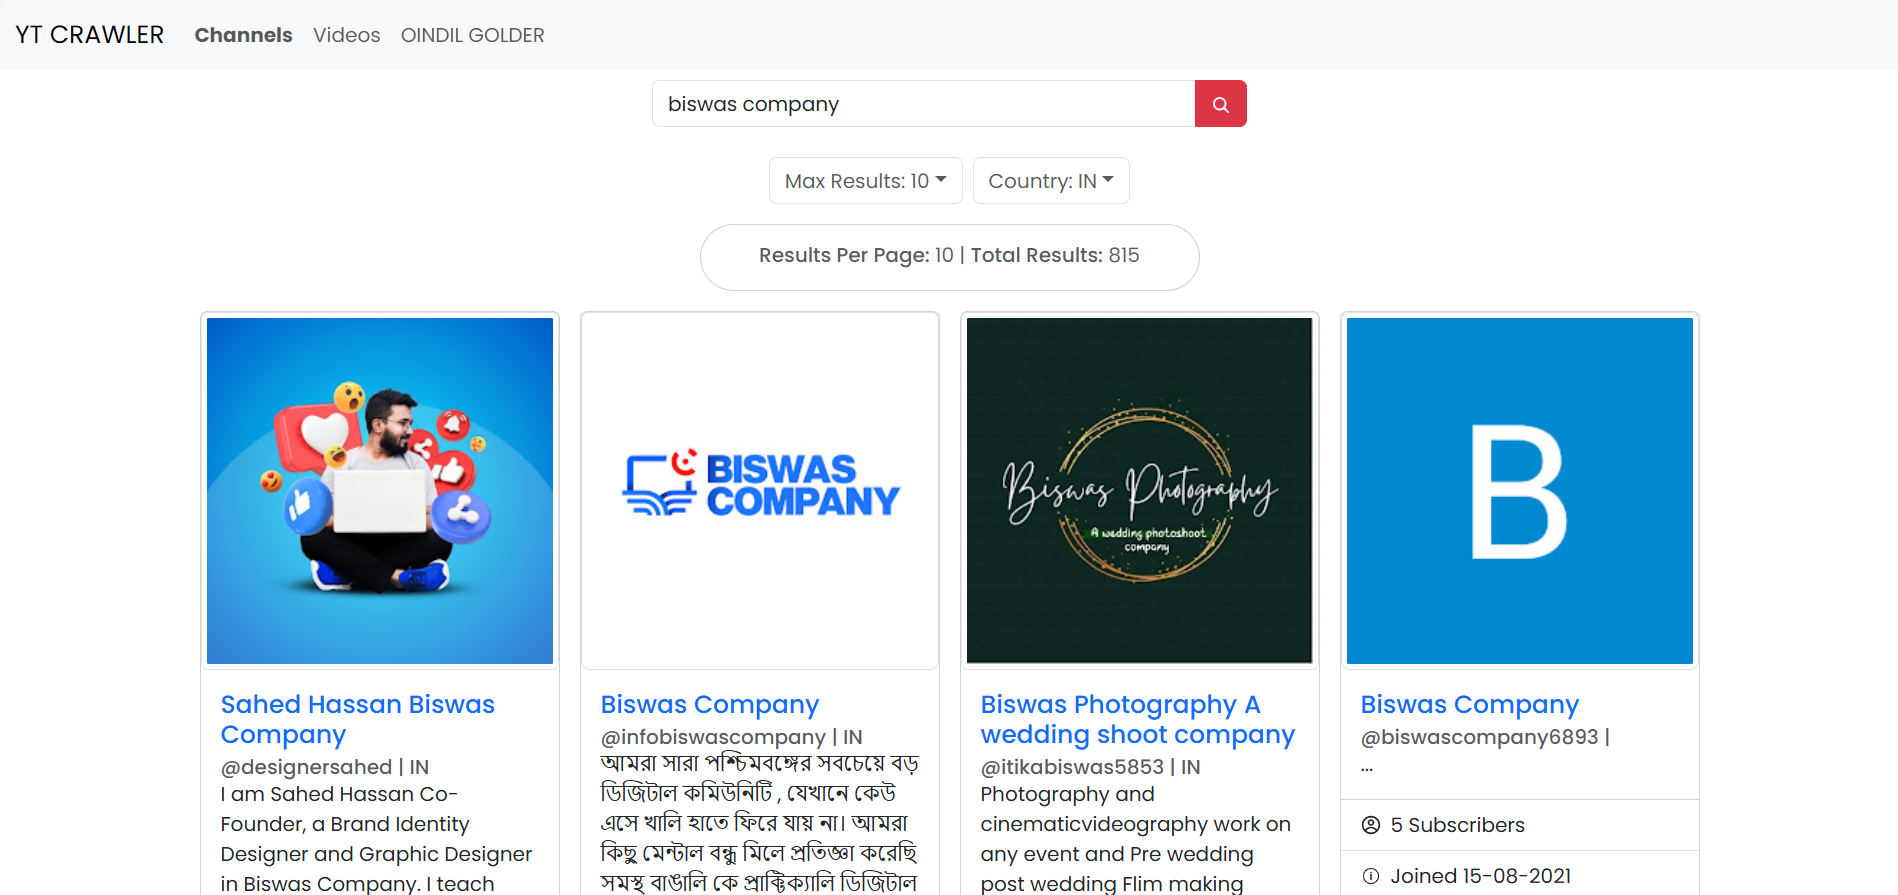 YT CRAWLER Channels Videos OINDIL GOLDER
biswas company
Max Results: 10 Country: IN
Results Per Page: 10 | Total Results: 815
BISWAS
COMPANY
Biswas Photography
A wedding photoshoot
company
B
Sahed Hassan Biswas
Company
@designersahed | IN
I am Sahed Hassan Co-
Founder, a Brand Identity
Designer and Graphic Designer
in Biswas Company. I teach
Biswas Company
@infobiswascompany | IN
আমরা সারা পশ্চিমবঙ্গের সবচেয়ে বড়
ডিজিটাল কমিউনিটি , যেখানে কেউ
এসে খালি হাতে ফিরে যায় না। আমরা
কিছু মেন্টাল বন্ধু মিলে প্রতিজ্ঞা করেছি
সমস্থ বাঙালি কে প্রাক্টিক্যালি ডিজিটাল
Biswas Photography A
wedding shoot company
@itikabiswas5853 | IN
Photography and
cinematicvideography work on
any event and Pre wedding
post wedding Flim making
Biswas Company
@biswascompany6893 |
...
5 Subscribers
Joined 15-08-2021